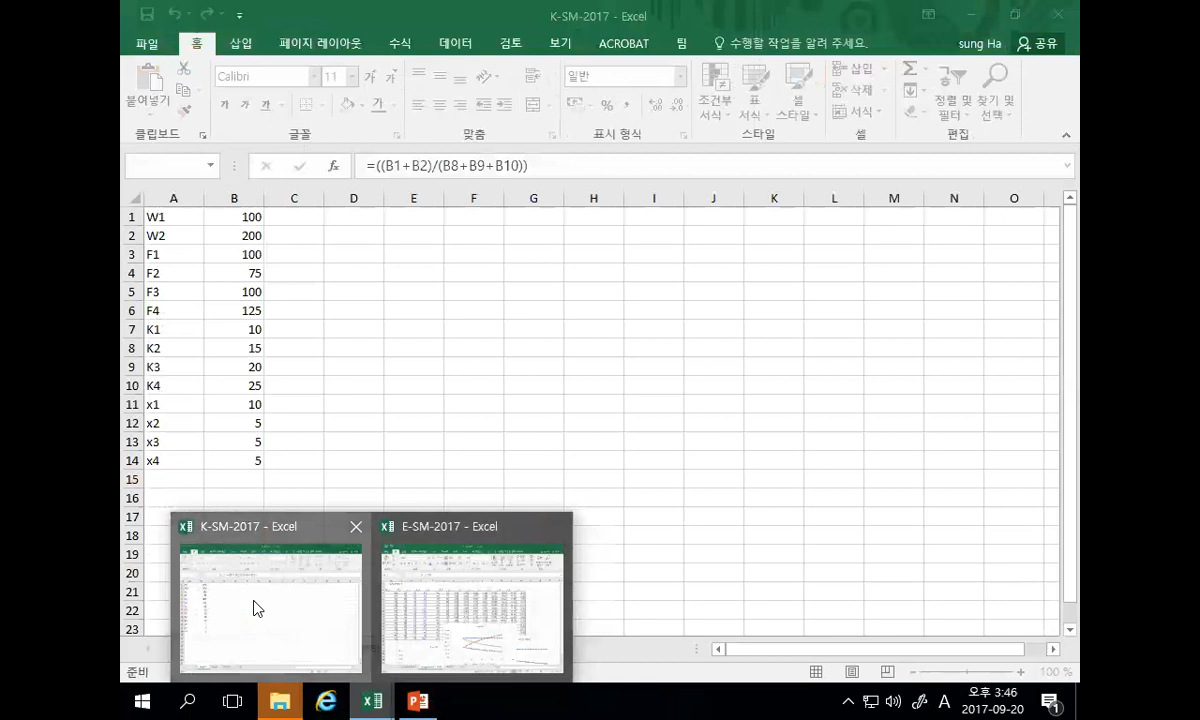 K-SM-2017 - Excel
파일 홈 삽입 페이지 레이아웃 수식 데이터 검토 보기 ACROBAT 팀 수행할 작업을 알려 주세요. sung Ha 공유
붙여넣기 Calibri 11 가 가 가 가 가 가 일반 % , 조건부 서식 표 서식 셀 스타일 삽입 삭제 서식 정렬 및 필터 찾기 및 선택
클립보드 글꼴 맞춤 표시 형식 스타일 셀 편집
fx =((B1+B2)/(B8+B9+B10))
A B C D E F G H I J K L M N O
1 W1 100
2 W2 200
3 F1 100
4 F2 75
5 F3 100
6 F4 125
7 K1 10
8 K2 15
9 K3 20
10 K4 25
11 x1 10
12 x2 5
13 x3 5
14 x4 5
15
16
17
18
19
20
21
22
23
K-SM-2017 - Excel E-SM-2017 - Excel
준비 100 %
A 오후 3:46
2017-09-20
1